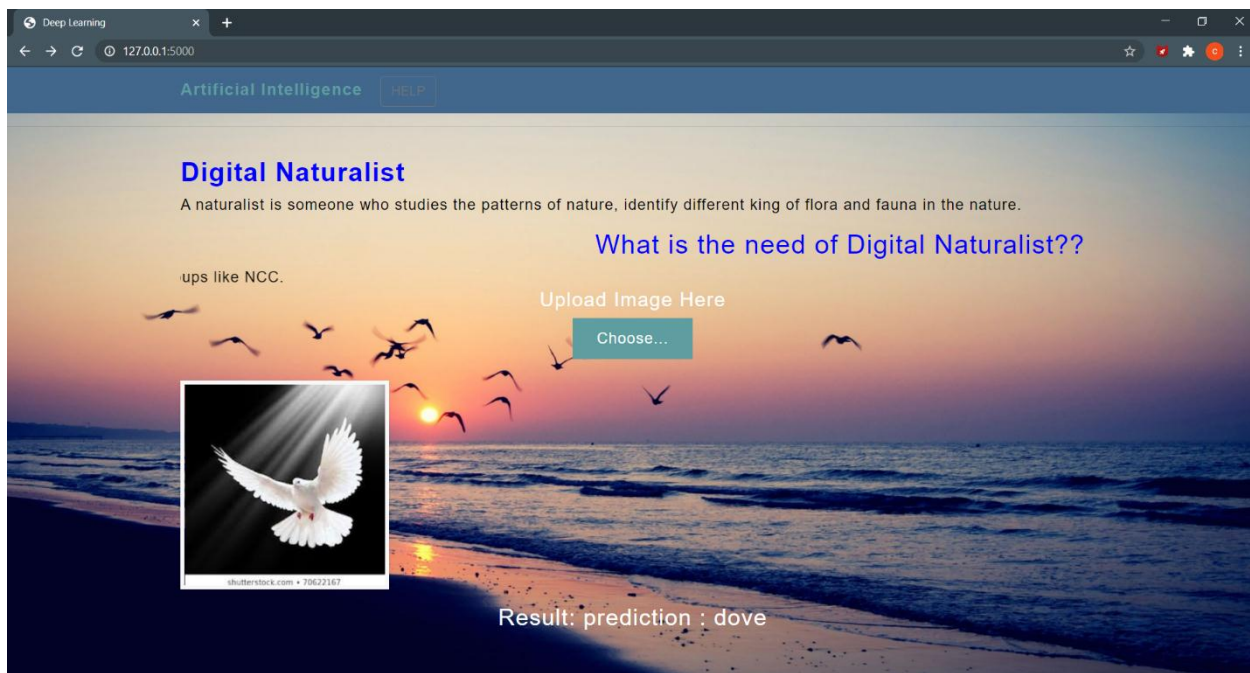 Deep Learning
127.0.0.1:5000
Artificial Intelligence HELP
Digital Naturalist
A naturalist is someone who studies the patterns of nature, identify different king of flora and fauna in the nature.
What is the need of Digital Naturalist??
ups like NCC.
Upload Image Here
Choose...
shutterstock.com • 70622167
Result: prediction : dove